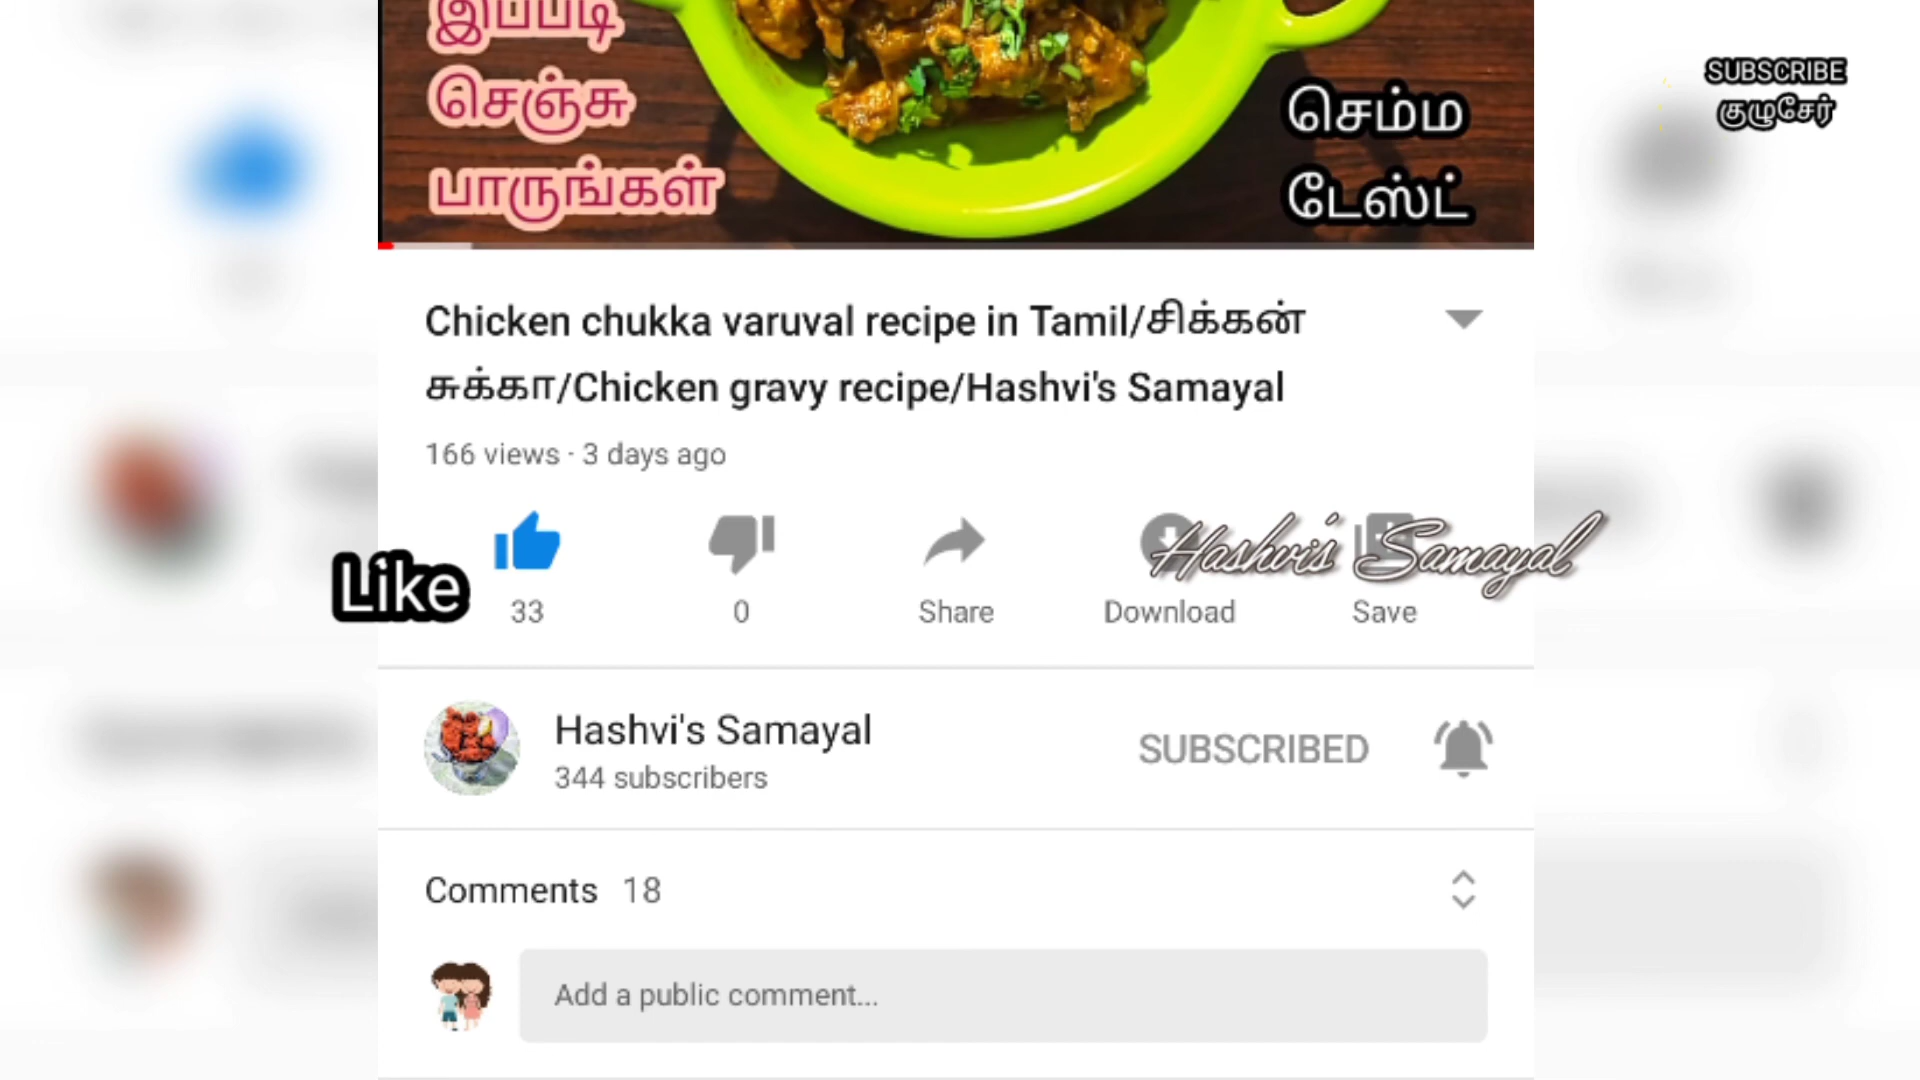 இப்படி
செஞ்சு
பாருங்கள்
செம்ம
டேஸ்ட்
SUBSCRIBE
குழுசேர்
Chicken chukka varuval recipe in Tamil/சிக்கன்
சுக்கா/Chicken gravy recipe/Hashvi's Samayal
166 views · 3 days ago
Like
33
0
Share
Download
Save
Hashvi's Samayal
Hashvi's Samayal
344 subscribers
SUBSCRIBED
Comments 18
Add a public comment...